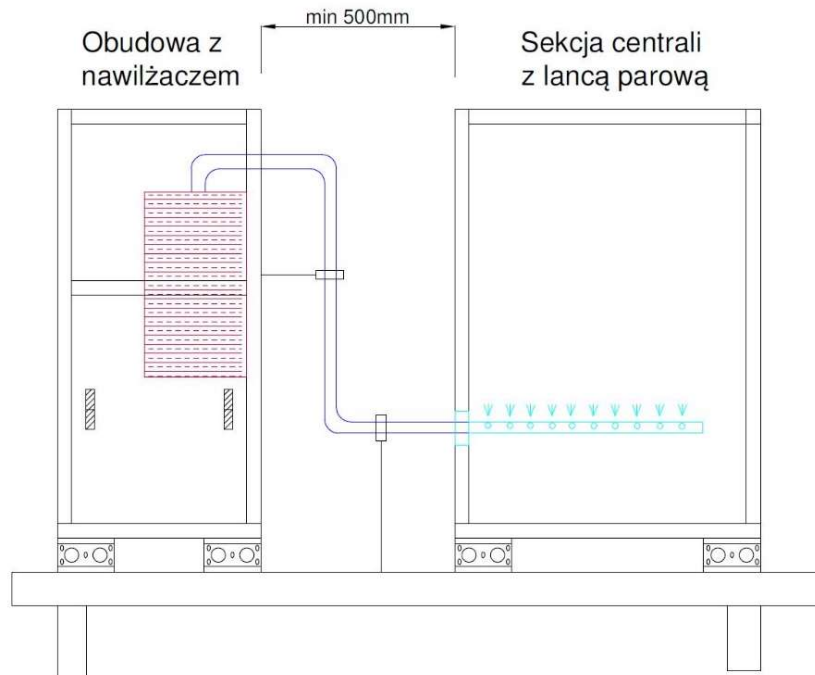 min 500mm
Obudowa z
nawilżaczem
Sekcja centrali
z lancą parową